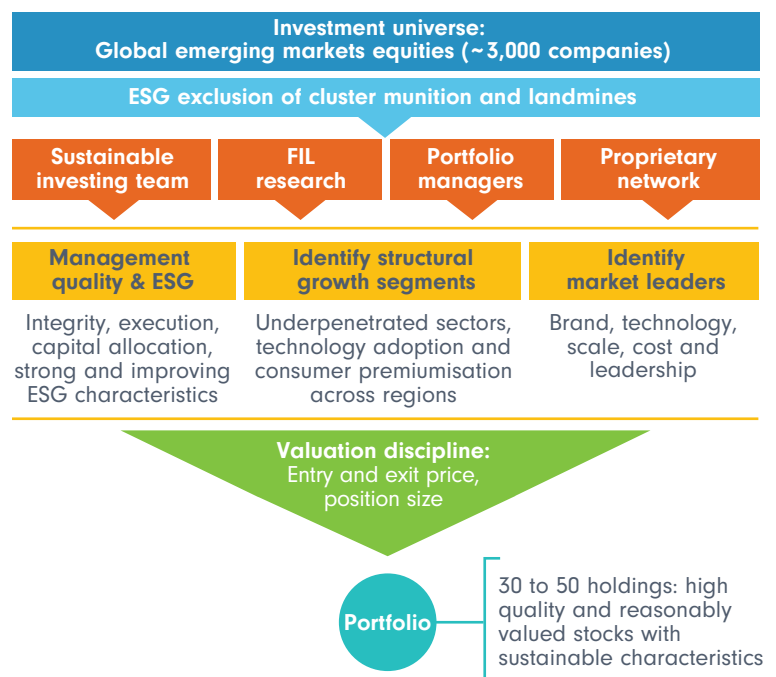 Investment universe:
Global emerging markets equities (~3,000 companies)
ESG exclusion of cluster munition and landmines
Sustainable
investing team
FIL
research
Portfolio
managers
Proprietary
network
Management
quality & ESG
Identify structural
growth segments
Identify
market leaders
Integrity, execution,
capital allocation,
strong and improving
ESG characteristics
Underpenetrated sectors,
technology adoption and
consumer premiumisation
across regions
Brand, technology,
scale, cost and
leadership
Valuation discipline:
Entry and exit price,
position size
Portfolio
30 to 50 holdings: high
quality and reasonably
valued stocks with
sustainable characteristics